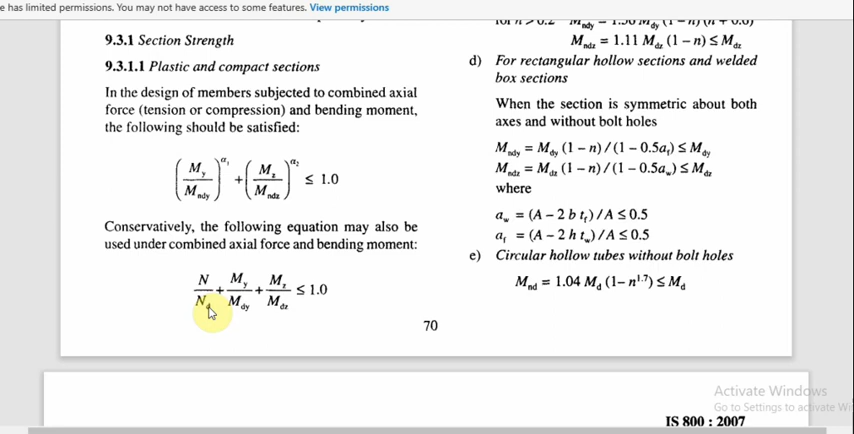 e has limited permissions. You may not have access to some features. View permissions
9.3.1 Section Strength
9.3.1.1 Plastic and compact sections
In the design of members subjected to combined axial
force (tension or compression) and bending moment,
the following should be satisfied:
(M_y / M_ndy)^α₁ + (M_z / M_ndz)^α₂ ≤ 1.0
Conservatively, the following equation may also be
used under combined axial force and bending moment:
N / N_d + M_y / M_dy + M_z / M_dz ≤ 1.0
M_ndz = 1.11 M_dz (1 − n) ≤ M_dz
d) For rectangular hollow sections and welded
box sections
When the section is symmetric about both
axes and without bolt holes
M_ndy = M_dy (1 − n) / (1 − 0.5a_f) ≤ M_dy
M_ndz = M_dz (1 − n) / (1 − 0.5a_w) ≤ M_dz
where
a_w = (A − 2 b t_f) / A ≤ 0.5
a_f = (A − 2 h t_w) / A ≤ 0.5
e) Circular hollow tubes without bolt holes
M_nd = 1.04 M_d (1− n^1.7) ≤ M_d
70
Activate Windows
Go to Settings to activate Wi
IS 800 : 2007